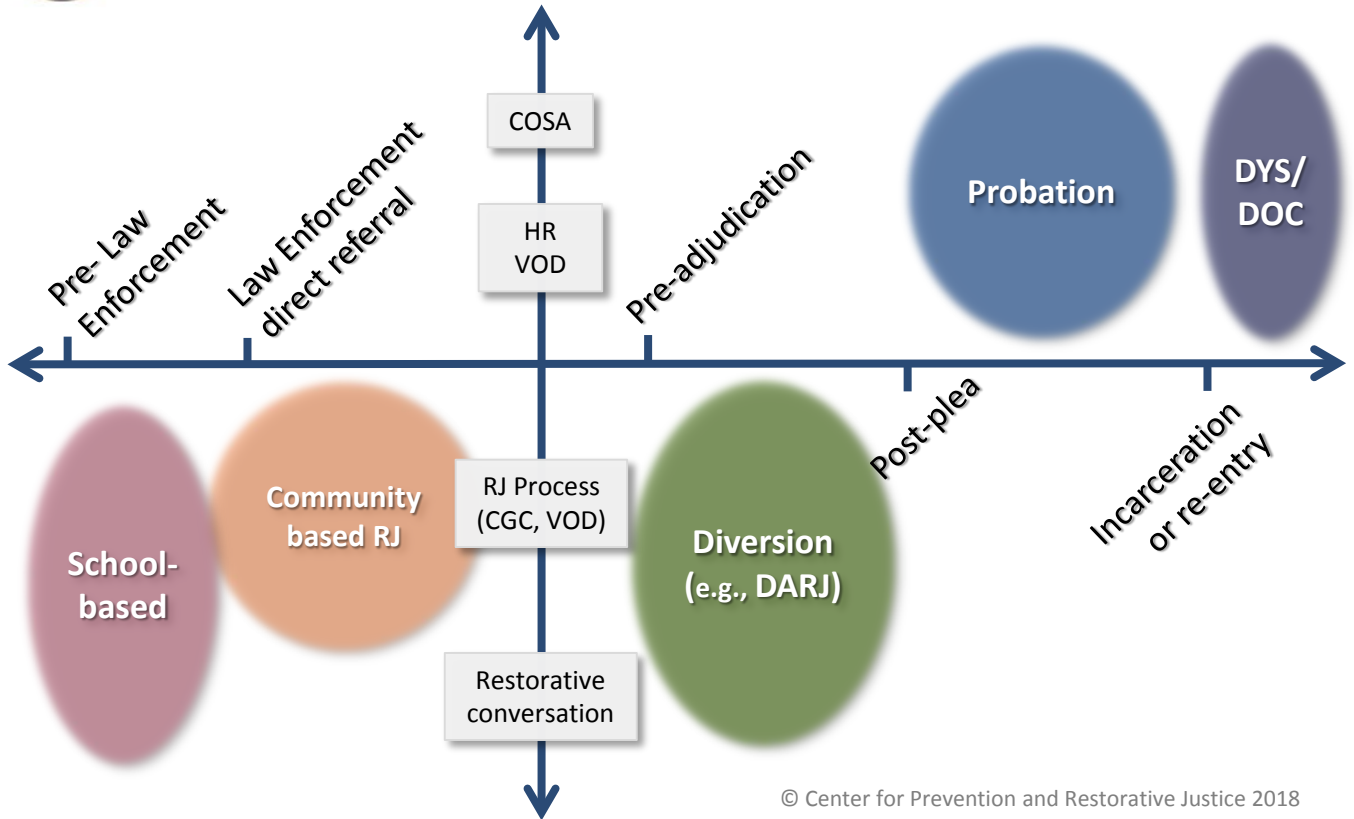 COSA
HR
VOD
Pre- Law
Enforcement
Law Enforcement
direct referral
Pre-adjudication
Probation
DYS/
DOC
School-
based
Community
based RJ
RJ Process
(CGC, VOD)
Restorative
conversation
Diversion
(e.g., DARJ)
Post-plea
Incarceration
or re-entry
© Center for Prevention and Restorative Justice 2018